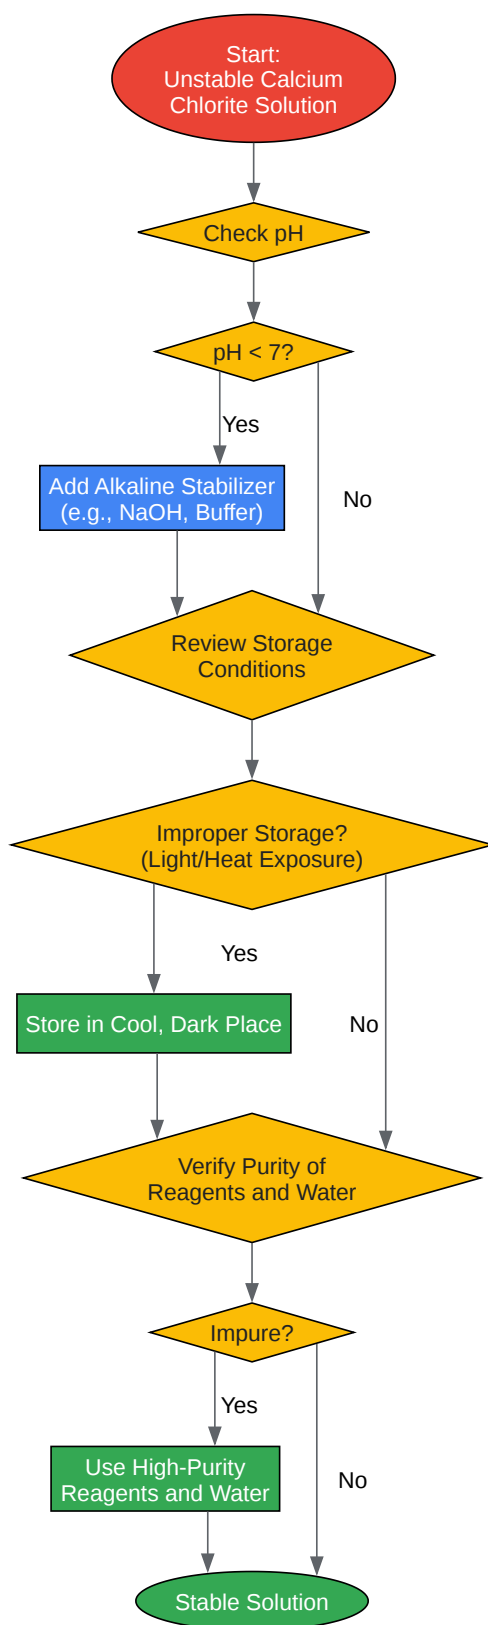 Start:
Unstable Calcium
Chlorite Solution
Check pH
pH < 7?
Yes
Add Alkaline Stabilizer
(e.g., NaOH, Buffer)
No
Review Storage
Conditions
Improper Storage?
(Light/Heat Exposure)
Yes
Store in Cool, Dark Place
No
Verify Purity of
Reagents and Water
Impure?
Yes
Use High-Purity
Reagents and Water
No
Stable Solution